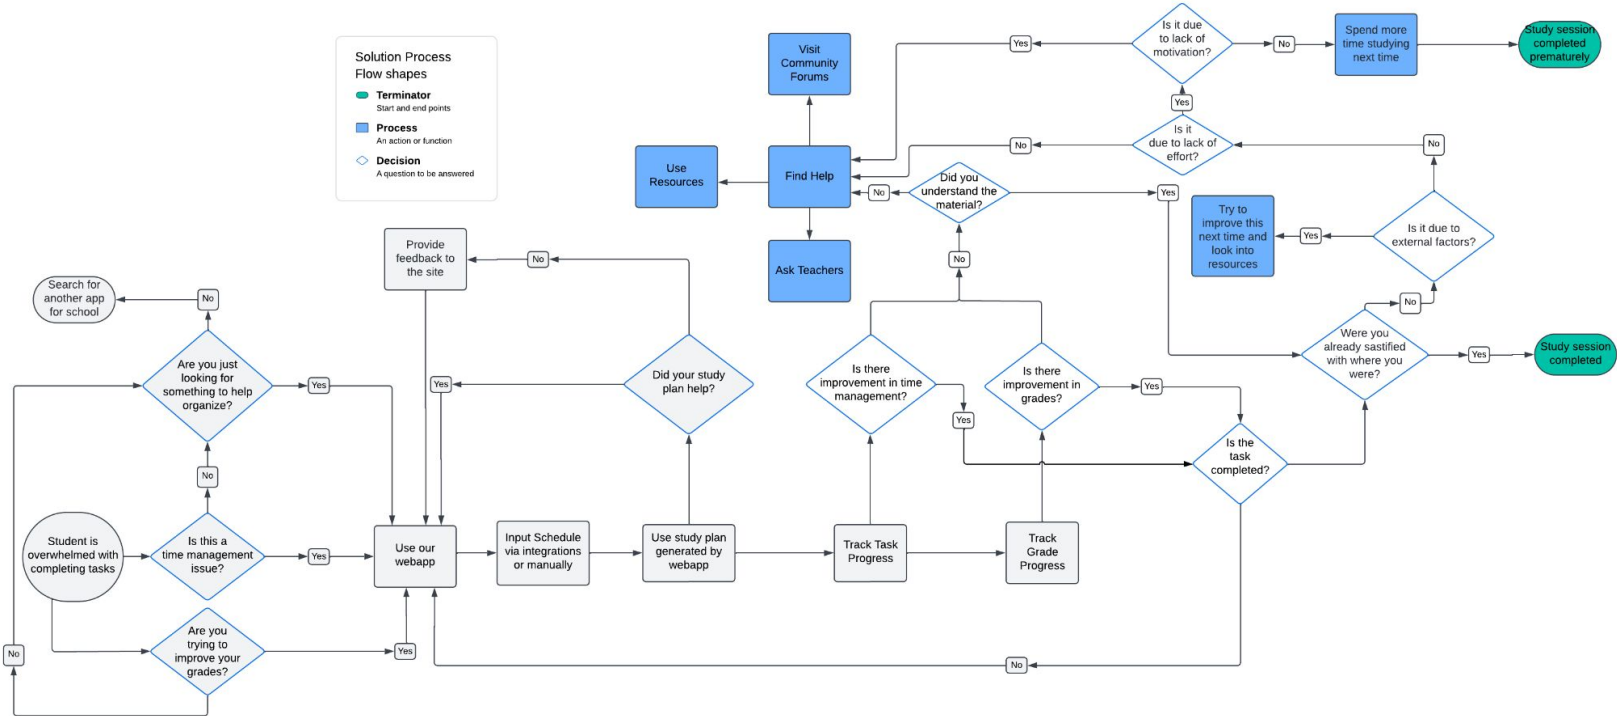 Solution Process
Flow shapes
Terminator
Start and end points
Process
An action or function
Decision
A question to be answered
Visit
Community
Forums
Use
Resources
Find Help
Ask Teachers
Yes
Is it due
to lack of
motivation?
No
Spend more
time studying
next time
Study session
completed
prematurely
Yes
No
Is it
due to lack of
effort?
No
No
Did you
understand the
material?
Yes
Try to
improve this
next time and
look into
resources
Yes
Is it due to
external factors?
No
No
Were you
already sastified
with where you
were?
Yes
Study session
completed
Provide
feedback to
the site
No
Search for
another app
for school
No
Are you just
looking for
something to help
organize?
Yes
Yes
Did your study
plan help?
Is there
improvement in time
management?
Yes
Is there
improvement in
grades?
Yes
Is the
task
completed?
No
Student is
overwhelmed with
completing tasks
Is this a
time management
issue?
Yes
Use our
webapp
Input Schedule
via integrations
or manually
Use study plan
generated by
webapp
Track Task
Progress
Track
Grade
Progress
No
Are you
trying to
improve your
grades?
Yes
No